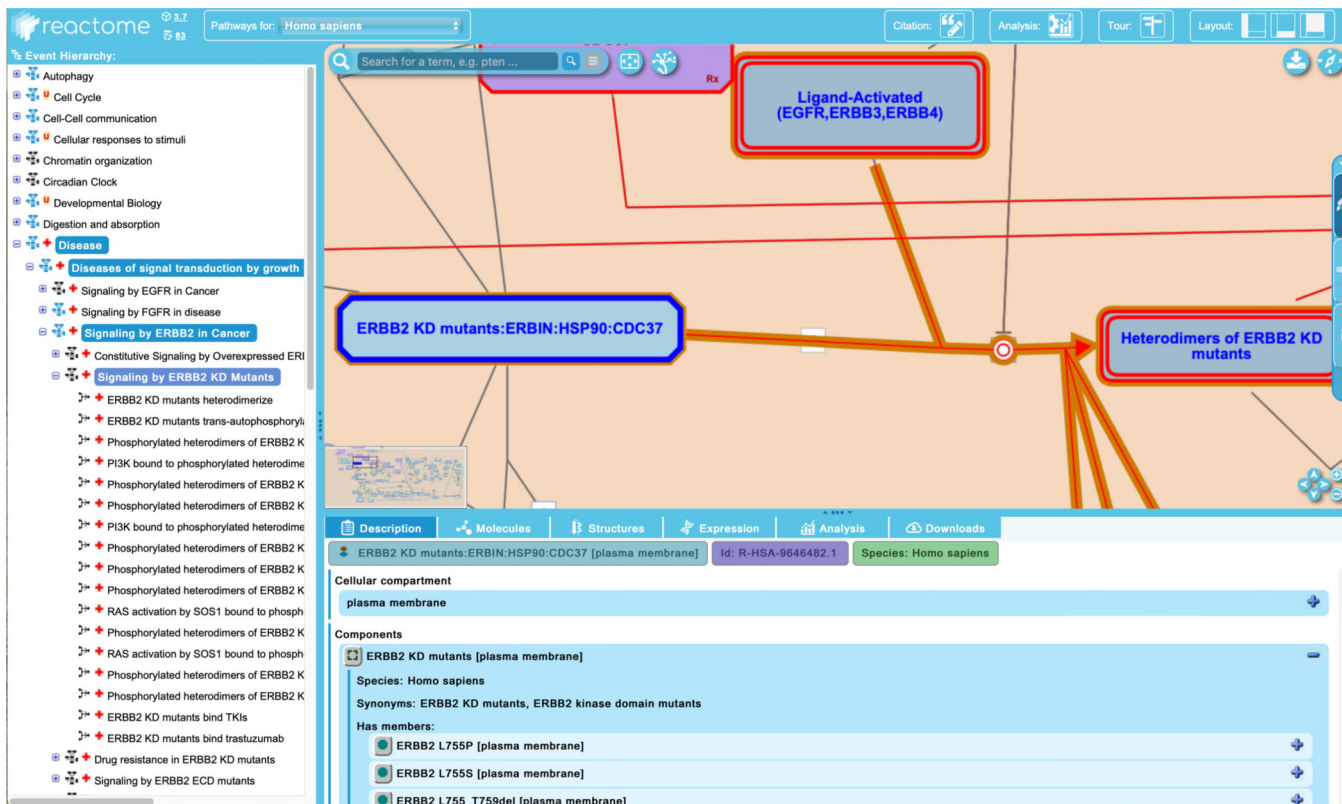 reactome
3.7
83
Pathways for: Homo sapiens
Citation:
Analysis:
Tour:
Layout:
Event Hierarchy:
Autophagy
U Cell Cycle
Cell-Cell communication
U Cellular responses to stimuli
Chromatin organization
Circadian Clock
U Developmental Biology
Digestion and absorption
Disease
Diseases of signal transduction by growth
Signaling by EGFR in Cancer
Signaling by FGFR in disease
Signaling by ERBB2 in Cancer
Constitutive Signaling by Overexpressed ERI
Signaling by ERBB2 KD Mutants
ERBB2 KD mutants heterodimerize
ERBB2 KD mutants trans-autophosphoryla
Phosphorylated heterodimers of ERBB2 K
PI3K bound to phosphorylated heterodime
Phosphorylated heterodimers of ERBB2 K
Phosphorylated heterodimers of ERBB2 K
PI3K bound to phosphorylated heterodime
Phosphorylated heterodimers of ERBB2 K
Phosphorylated heterodimers of ERBB2 K
Phosphorylated heterodimers of ERBB2 K
RAS activation by SOS1 bound to phosph
Phosphorylated heterodimers of ERBB2 K
RAS activation by SOS1 bound to phosph
Phosphorylated heterodimers of ERBB2 K
Phosphorylated heterodimers of ERBB2 K
ERBB2 KD mutants bind TKIs
ERBB2 KD mutants bind trastuzumab
Drug resistance in ERBB2 KD mutants
Signaling by ERBB2 ECD mutants
Search for a term, e.g. pten ...
Rx
Ligand-Activated
(EGFR,ERBB3,ERBB4)
ERBB2 KD mutants:ERBIN:HSP90:CDC37
Heterodimers of ERBB2 KD
mutants
Description
Molecules
Structures
Expression
Analysis
Downloads
ERBB2 KD mutants:ERBIN:HSP90:CDC37 [plasma membrane]
Id: R-HSA-9646482.1
Species: Homo sapiens
Cellular compartment
plasma membrane
Components
ERBB2 KD mutants [plasma membrane]
Species: Homo sapiens
Synonyms: ERBB2 KD mutants, ERBB2 kinase domain mutants
Has members:
ERBB2 L755P [plasma membrane]
ERBB2 L755S [plasma membrane]
ERBB2 L755_T759del [plasma membrane]